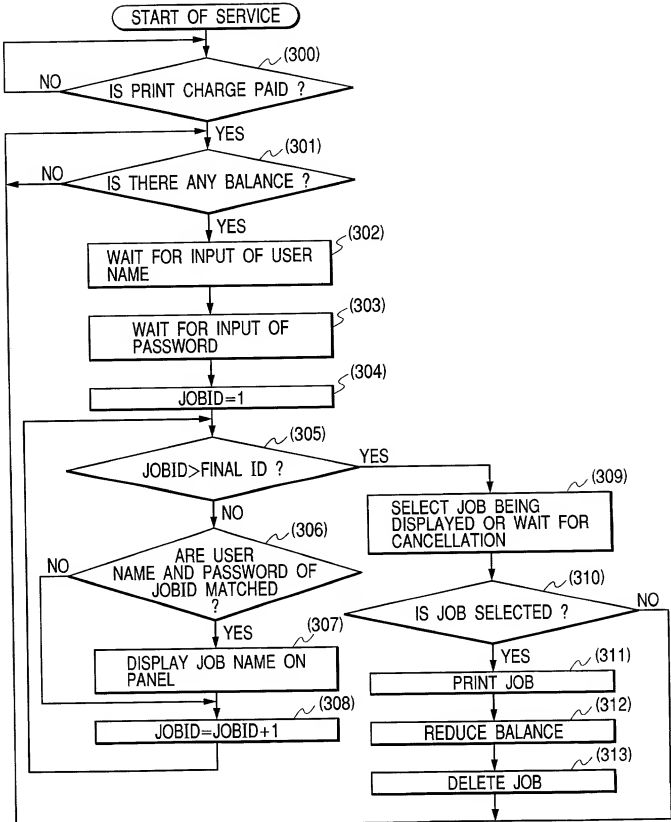 START OF SERVICE
(300)
IS PRINT CHARGE PAID ?
NO
YES
(301)
IS THERE ANY BALANCE ?
NO
YES
(302)
WAIT FOR INPUT OF USER
NAME
(303)
WAIT FOR INPUT OF
PASSWORD
(304)
JOBID=1
(305)
JOBID>FINAL ID ?
YES
NO
(306)
ARE USER
NAME AND PASSWORD OF
JOBID MATCHED
?
NO
YES
(307)
DISPLAY JOB NAME ON
PANEL
(308)
JOBID=JOBID+1
(309)
SELECT JOB BEING
DISPLAYED OR WAIT FOR
CANCELLATION
(310)
IS JOB SELECTED ?
NO
YES
(311)
PRINT JOB
(312)
REDUCE BALANCE
(313)
DELETE JOB